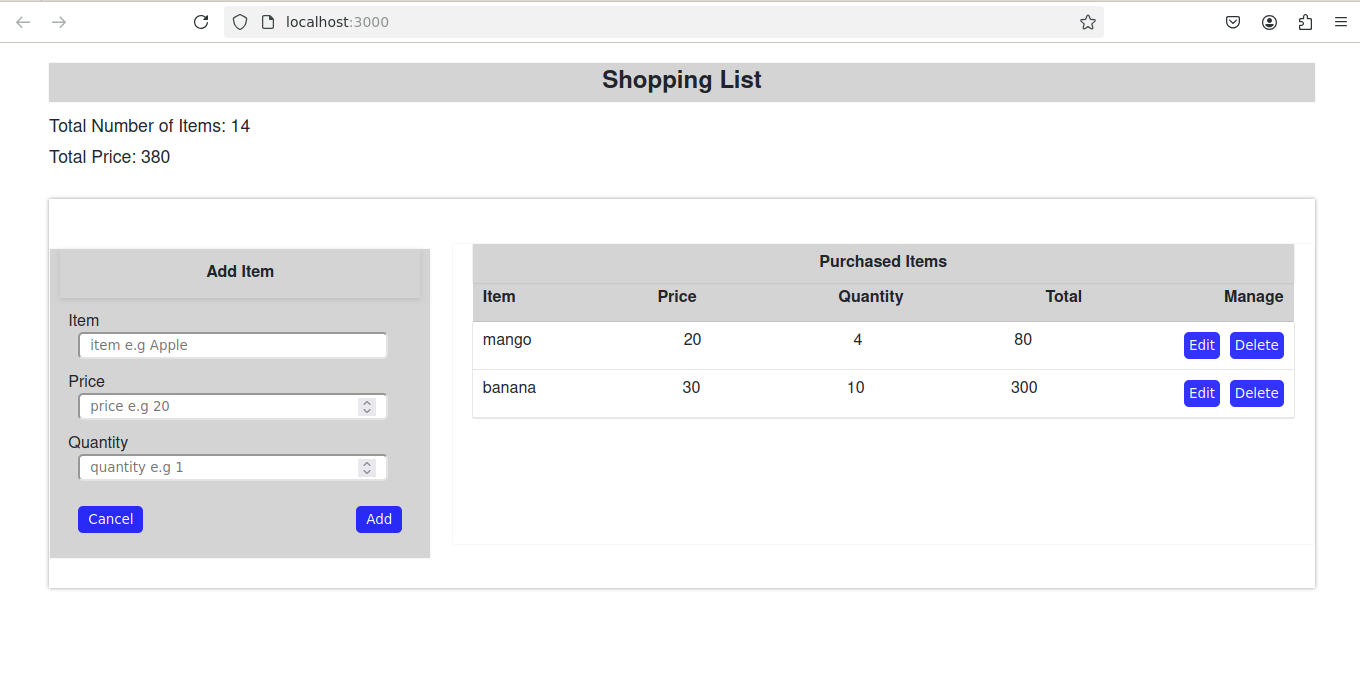 localhost:3000
Shopping List
Total Number of Items: 14
Total Price: 380
Add Item
Item
item e.g Apple
Price
price e.g 20
Quantity
quantity e.g 1
Cancel Add
Purchased Items
Item Price Quantity Total Manage
mango 20 4 80 Edit Delete
banana 30 10 300 Edit Delete